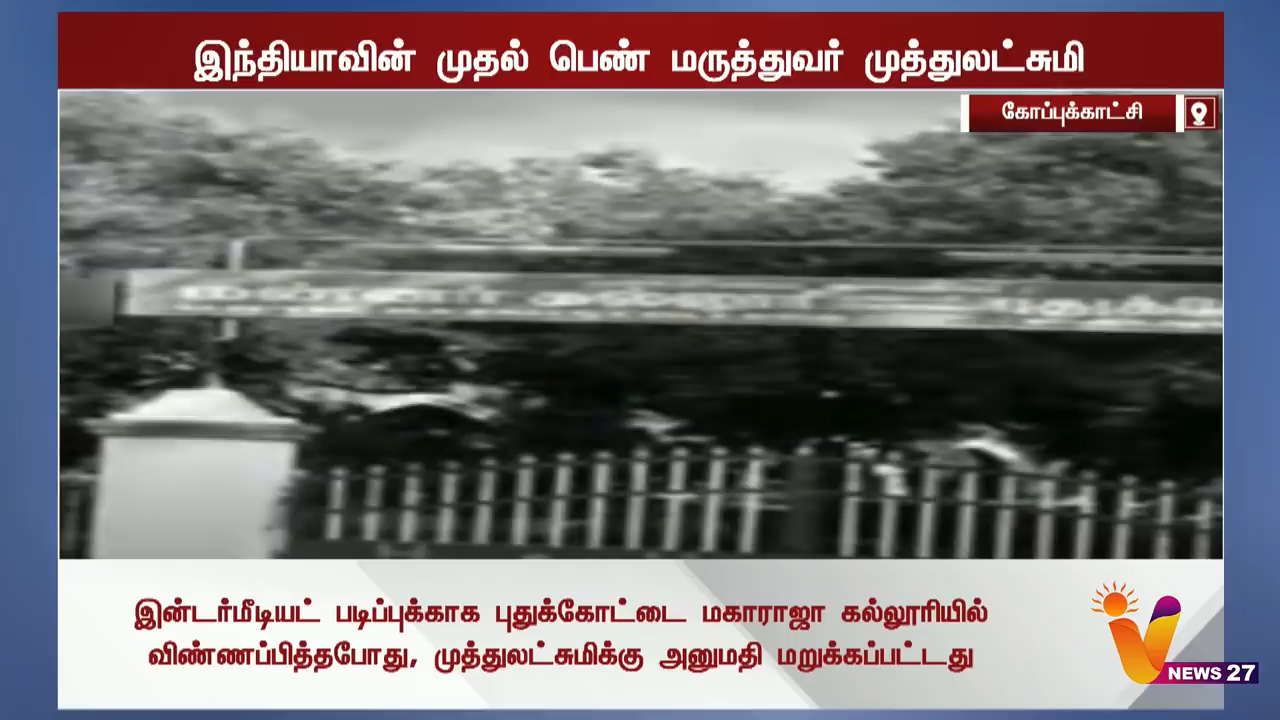 இந்தியாவின் முதல் பெண் மருத்துவர் முத்துலட்சுமி
கோப்புக்காட்சி
இன்டர்மீடியட் படிப்புக்காக புதுக்கோட்டை மகாராஜா கல்லூரியில்
விண்ணப்பித்தபோது, முத்துலட்சுமிக்கு அனுமதி மறுக்கப்பட்டது
NEWS 27